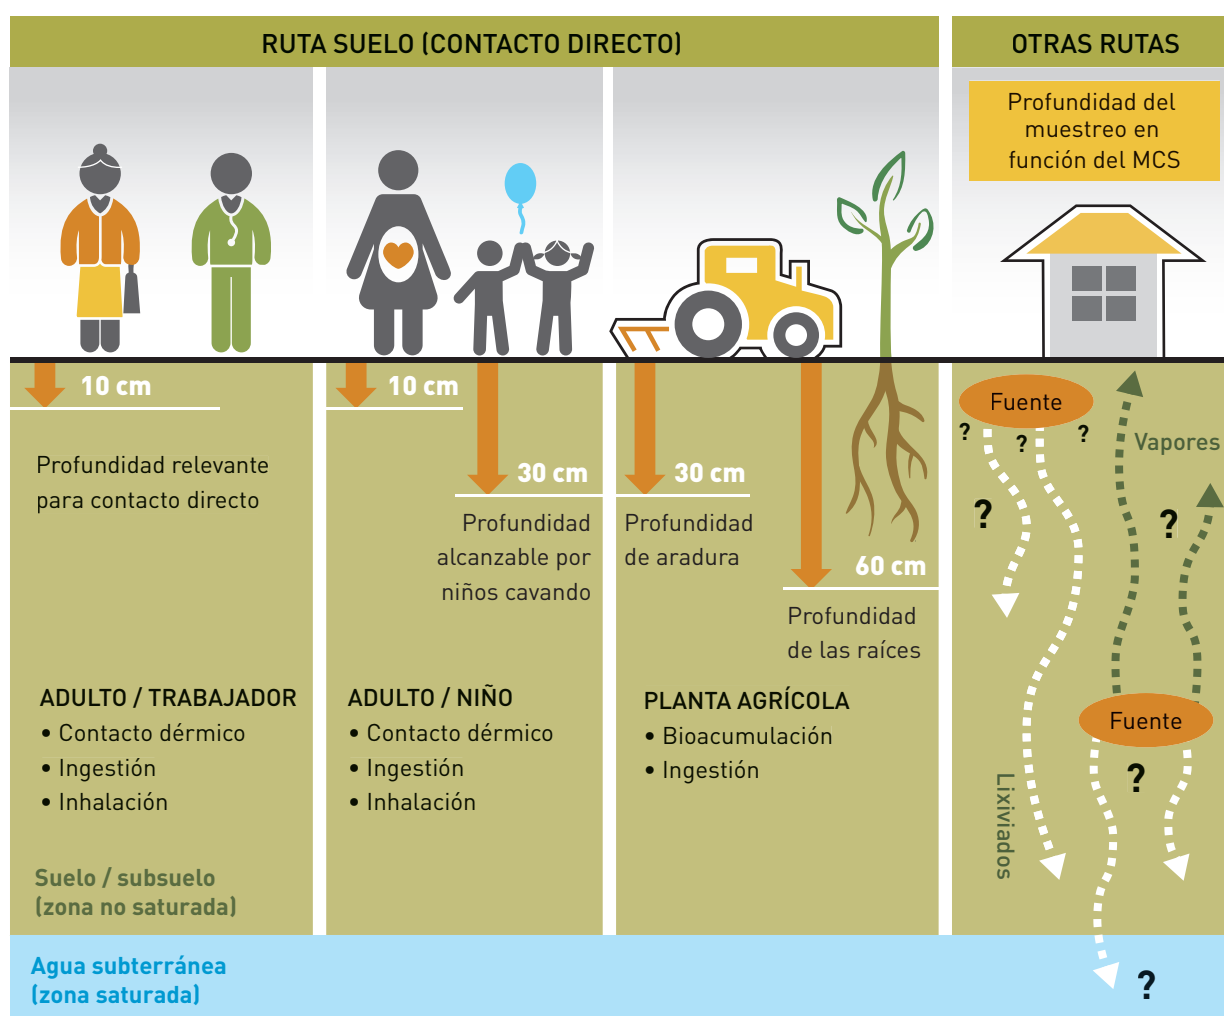 RUTA SUELO (CONTACTO DIRECTO)
OTRAS RUTAS
Profundidad del
muestreo en
función del MCS
10 cm
Profundidad relevante
para contacto directo
ADULTO / TRABAJADOR
• Contacto dérmico
• Ingestión
• Inhalación
10 cm
30 cm
Profundidad
alcanzable por
niños cavando
ADULTO / NIÑO
• Contacto dérmico
• Ingestión
• Inhalación
30 cm
Profundidad
de aradura
60 cm
Profundidad
de las raíces
PLANTA AGRÍCOLA
• Bioacumulación
• Ingestión
Fuente
? ? ?
Vapores
?
?
Fuente
?
Lixiviados
Suelo / subsuelo
(zona no saturada)
Agua subterránea
(zona saturada)
?